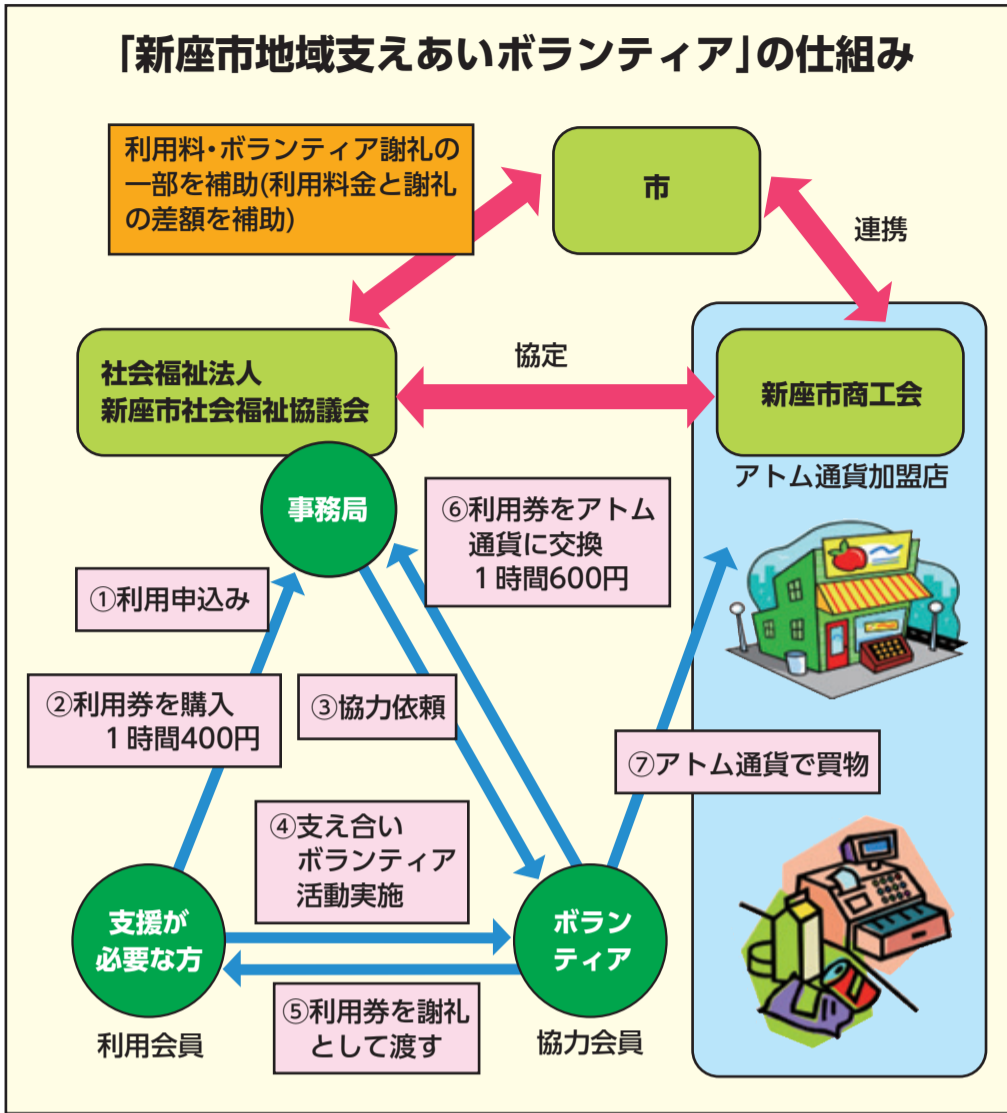 「新座市地域支えあいボランティア」の仕組み
利用料・ボランティア謝礼の
一部を補助(利用料金と謝礼
の差額を補助)
市
連携
社会福祉法人
新座市社会福祉協議会
協定
新座市商工会
アトム通貨加盟店
事務局
⑥利用券をアトム
通貨に交換
1時間600円
①利用申込み
②利用券を購入
1時間400円
③協力依頼
⑦アトム通貨で買物
④支え合い
ボランティア
活動実施
支援が
必要な方
ボラン
ティア
⑤利用券を謝礼
として渡す
利用会員
協力会員